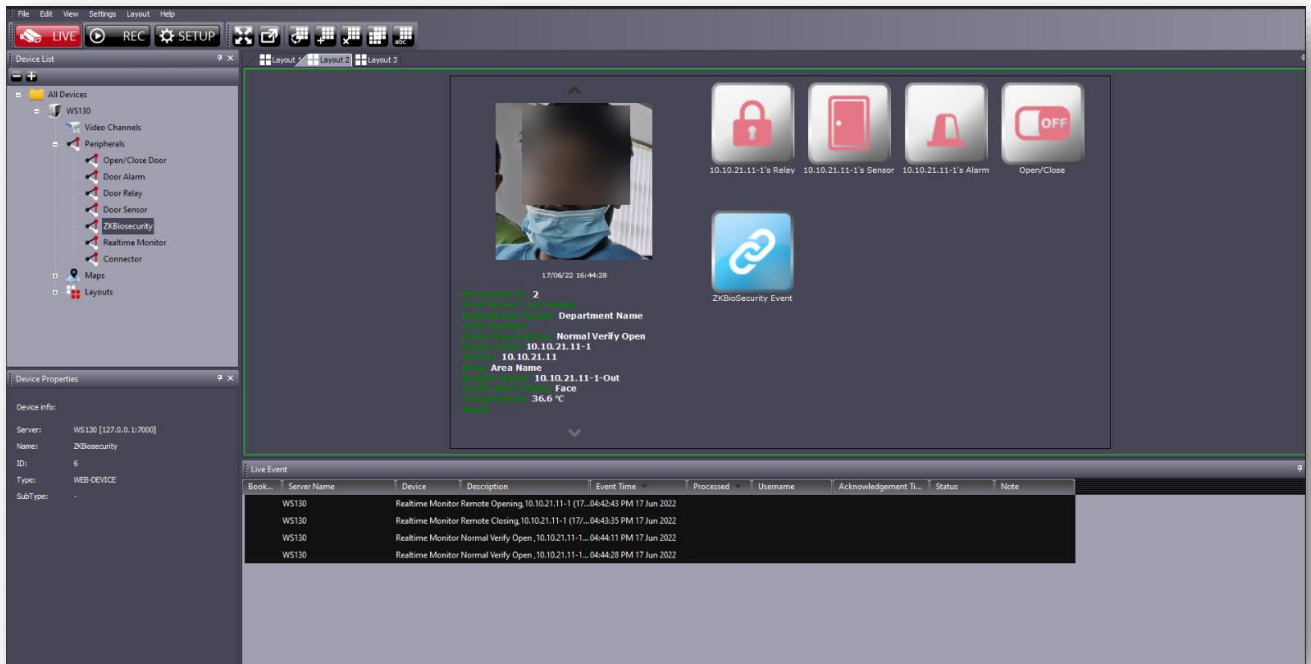 File Edit View Settings Layout Help
LIVE REC SETUP abc
Device List
Layout 1 Layout 2 Layout 3
All Devices
WS130
Video Channels
Peripherals
Open/Close Door
Door Alarm
Door Relay
Door Sensor
ZKBiosecurity
Realtime Monitor
Connector
Maps
Layouts
17/06/22 16:44:28
2
Department Name
Normal Verify Open
10.10.21.11-1
10.10.21.11
Area Name
10.10.21.11-1-Out
Face
36.6 °C
OFF
10.10.21.11-1's Relay 10.10.21.11-1's Sensor 10.10.21.11-1's Alarm Open/Close
ZKBioSecurity Event
Device Properties
Device info:
Server: WS130 [127.0.0.1:7000]
Name: ZKBiosecurity
ID: 6
Type: WEB-DEVICE
SubType: -
Live Event
Book... Server Name Device Description Event Time Processed Username Acknowledgement Ti... Status Note
WS130 Realtime Monitor Remote Opening,10.10.21.11-1 (17... 04:42:43 PM 17 Jun 2022
WS130 Realtime Monitor Remote Closing,10.10.21.11-1 (17/... 04:43:35 PM 17 Jun 2022
WS130 Realtime Monitor Normal Verify Open ,10.10.21.11-1... 04:44:11 PM 17 Jun 2022
WS130 Realtime Monitor Normal Verify Open ,10.10.21.11-1... 04:44:28 PM 17 Jun 2022